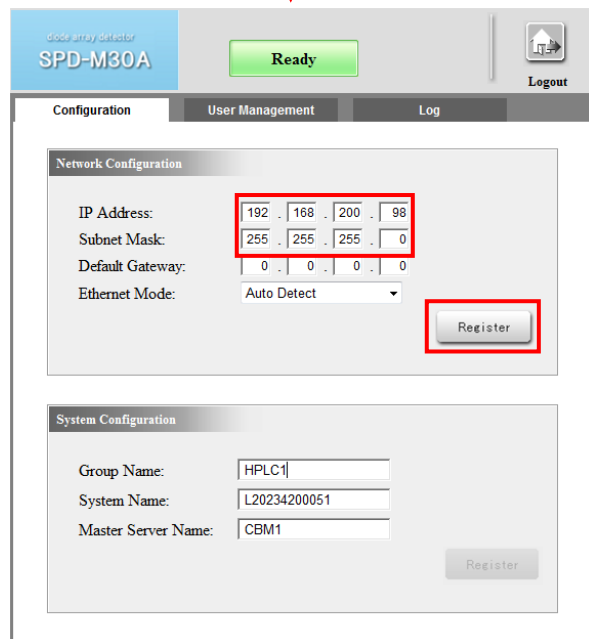 diode array detector
SPD-M30A
Ready
Logout
Configuration User Management Log
Network Configuration
IP Address: 192 . 168 . 200 . 98
Subnet Mask: 255 . 255 . 255 . 0
Default Gateway: 0 . 0 . 0 . 0
Ethernet Mode: Auto Detect
Register
System Configuration
Group Name: HPLC1
System Name: L20234200051
Master Server Name: CBM1
Register